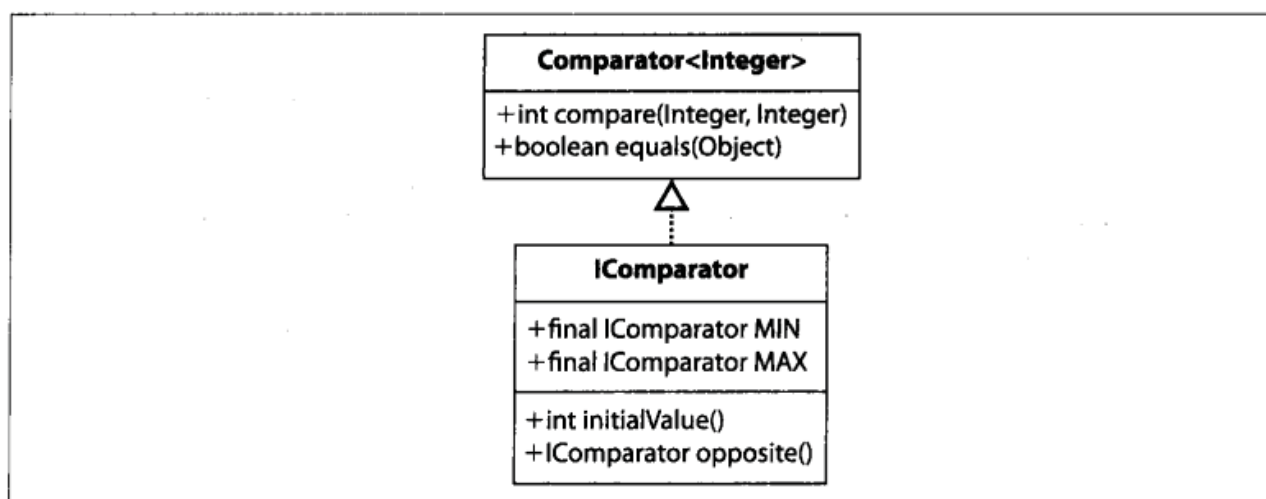 Comparator<Integer>
+int compare(Integer, Integer)
+boolean equals(Object)
IComparator
+final IComparator MIN
+final IComparator MAX
+int initialValue()
+IComparator opposite()